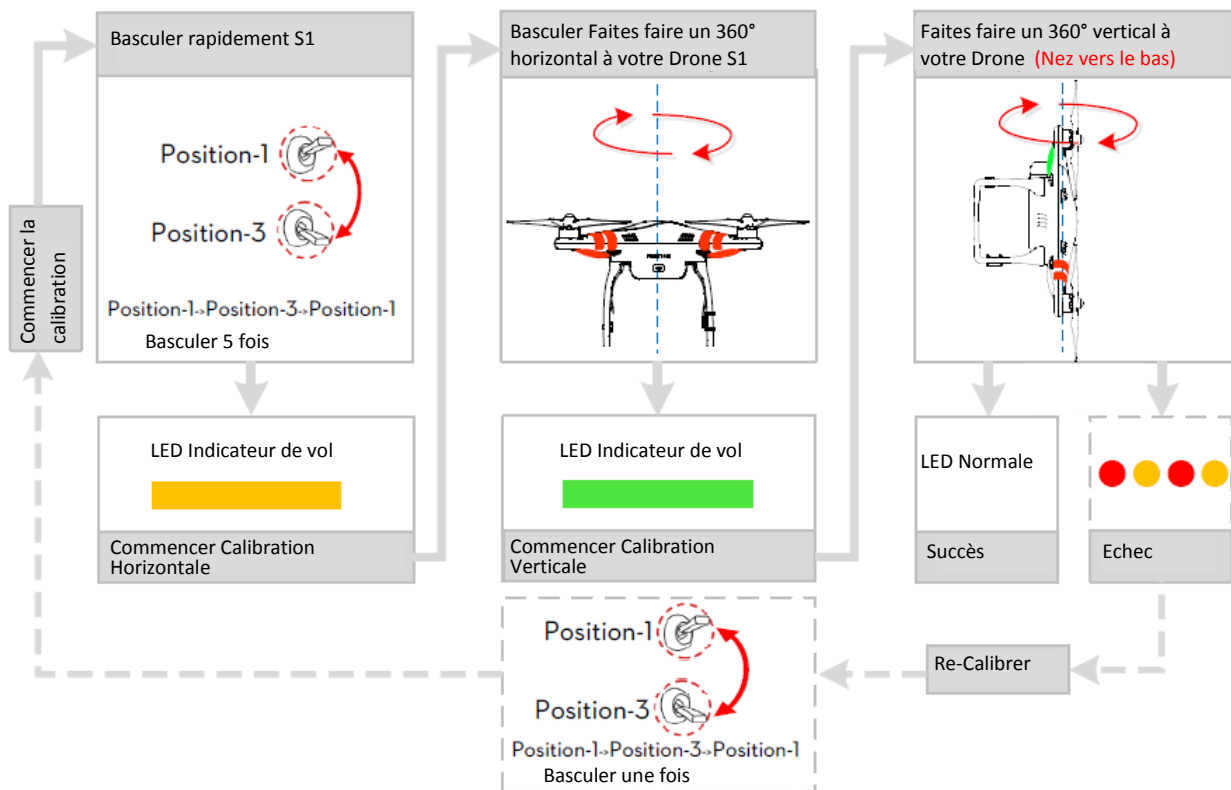 Commencer la
calibration
Basculer rapidement S1
Position-1
Position-3
Position-1->Position-3->Position-1
Basculer 5 fois
LED Indicateur de vol
Commencer Calibration
Horizontale
Basculer Faites faire un 360°
horizontal à votre Drone S1
LED Indicateur de vol
Commencer Calibration
Verticale
Faites faire un 360° vertical à
votre Drone (Nez vers le bas)
LED Normale
Succès
Echec
Re-Calibrer
Position-1
Position-3
Position-1->Position-3->Position-1
Basculer une fois